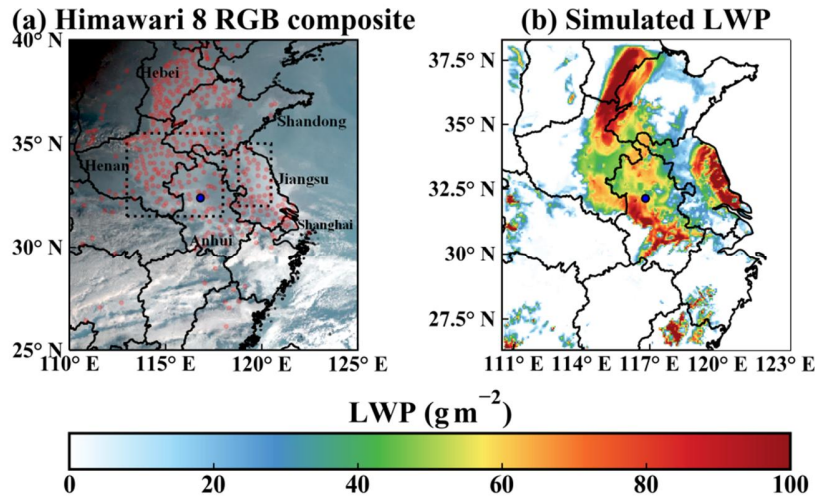 (a) Himawari 8 RGB composite
(b) Simulated LWP
40° N
35° N
30° N
25° N
110° E 115° E 120° E 125° E
Hebei
Shandong
Henan
Jiangsu
Shanghai
Anhui
37.5° N
35° N
32.5° N
30° N
27.5° N
111° E 114° E 117° E 120° E 123° E
LWP (g m−2)
0 20 40 60 80 100